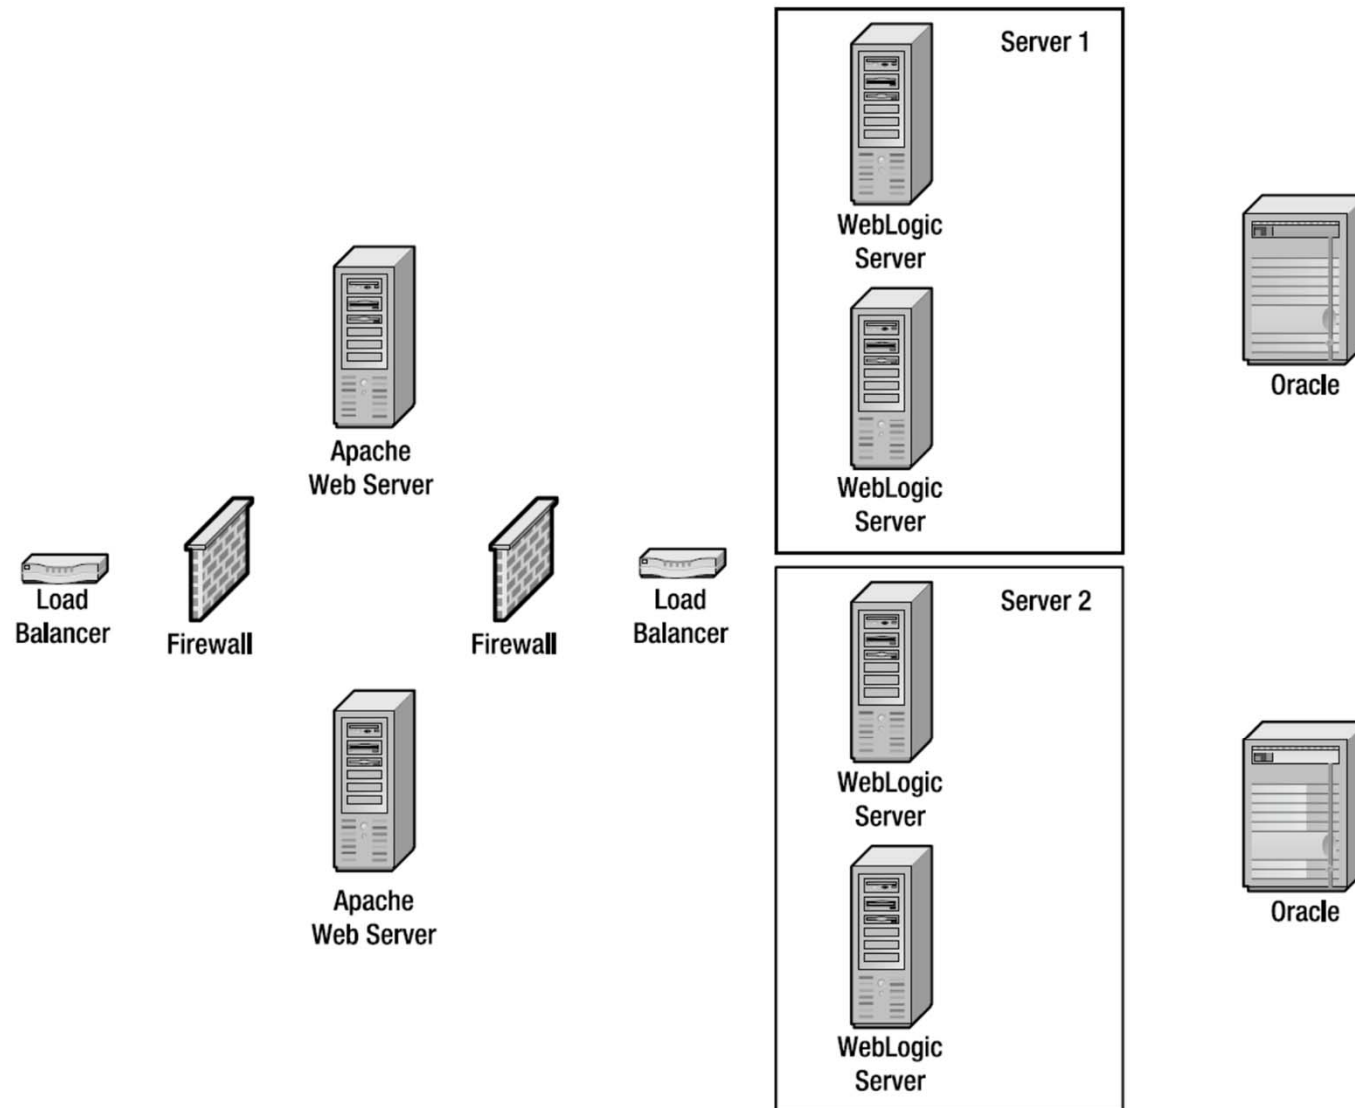 Server 1
WebLogic
Server
WebLogic
Server
Oracle
Apache
Web Server
Load
Balancer
Firewall
Firewall
Load
Balancer
Server 2
WebLogic
Server
WebLogic
Server
Apache
Web Server
Oracle